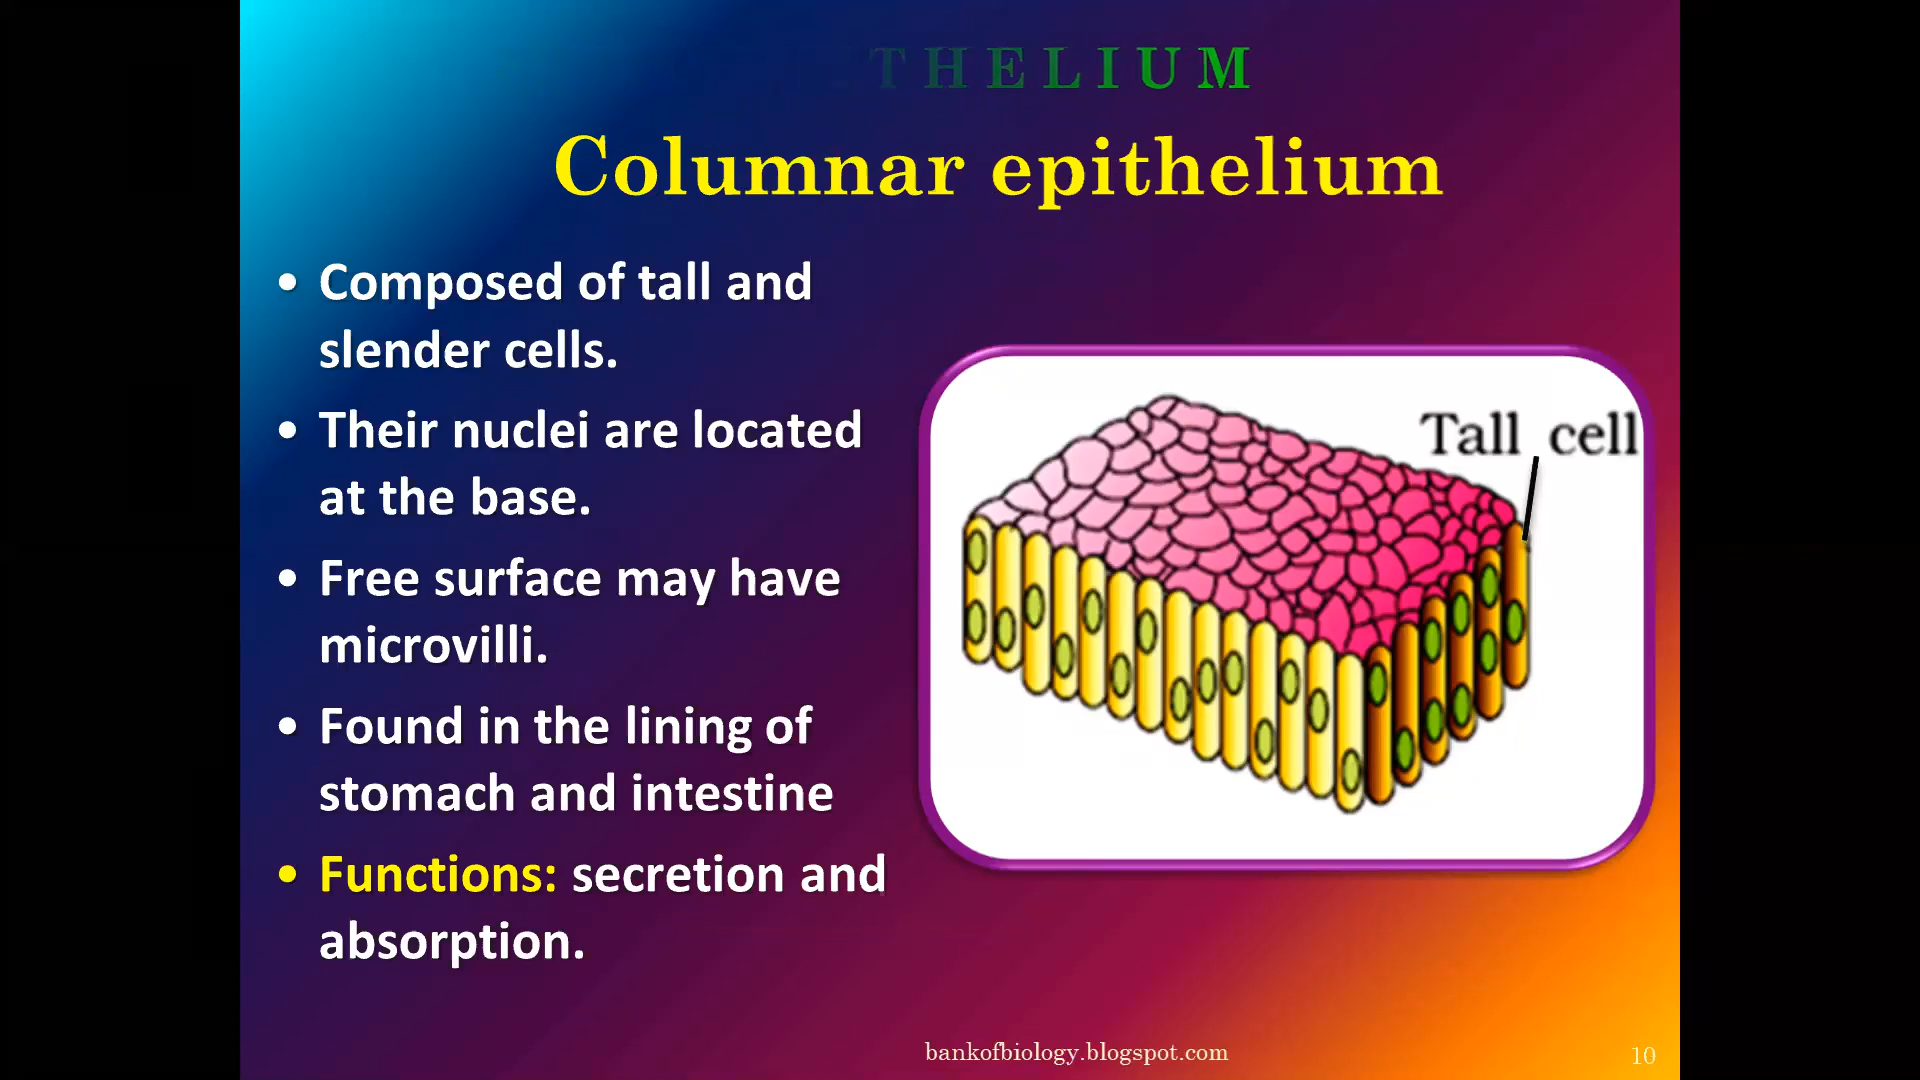 THELIUM
Columnar epithelium
• Composed of tall and
slender cells.
• Their nuclei are located
at the base.
• Free surface may have
microvilli.
• Found in the lining of
stomach and intestine
• Functions: secretion and
absorption.
Tall cell
bankofbiology.blogspot.com
10